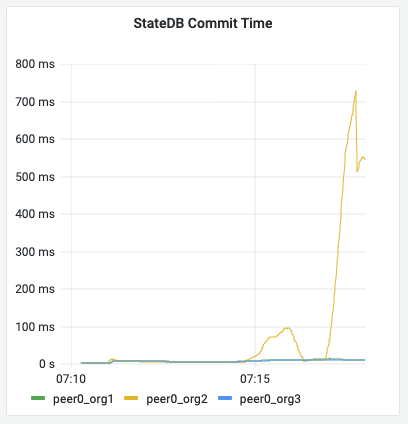 StateDB Commit Time
800 ms
700 ms
600 ms
500 ms
400 ms
300 ms
200 ms
100 ms
0 s
07:10 07:15
peer0_org1 peer0_org2 peer0_org3